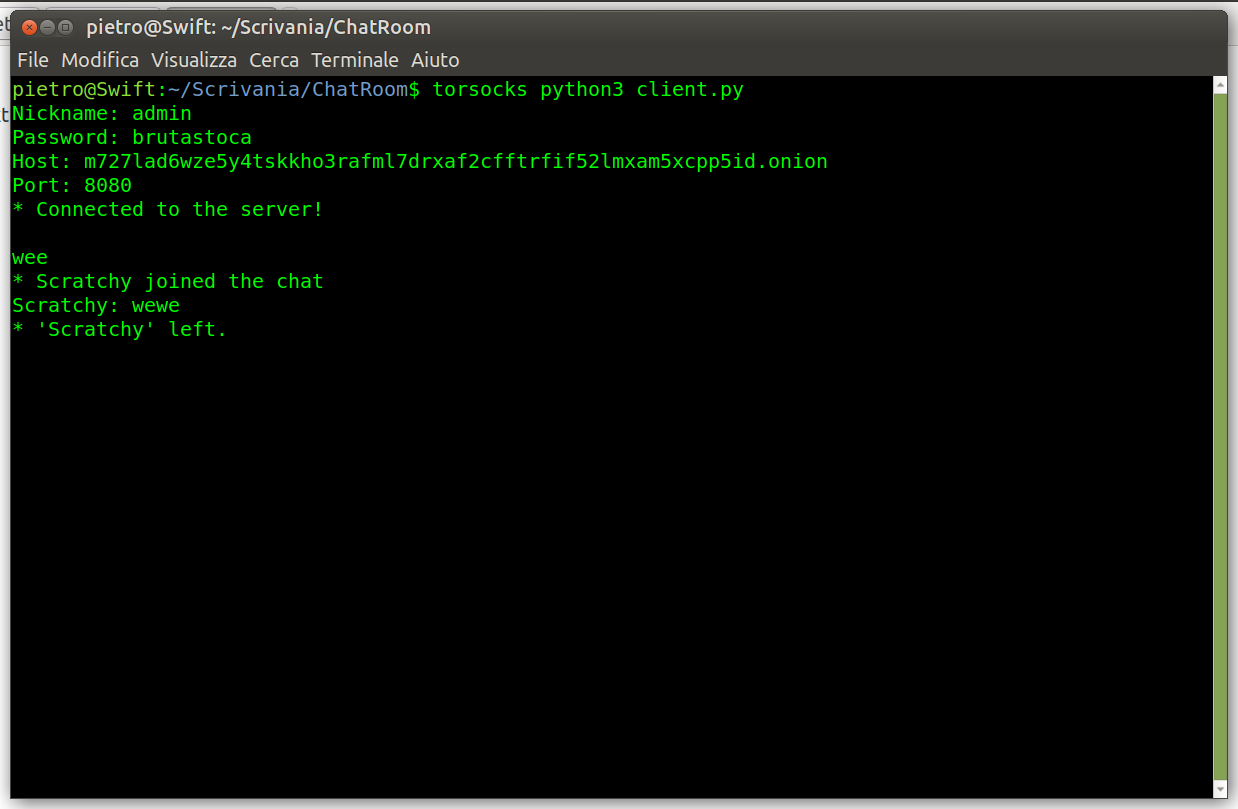 pietro@Swift: ~/Scrivania/ChatRoom
File Modifica Visualizza Cerca Terminale Aiuto
pietro@Swift:~/Scrivania/ChatRoom$ torsocks python3 client.py
Nickname: admin
Password: brutastoca
Host: m727lad6wze5y4tskkho3rafml7drxaf2cfftrfif52lmxam5xcpp5id.onion
Port: 8080
* Connected to the server!
wee
* Scratchy joined the chat
Scratchy: wewe
* 'Scratchy' left.